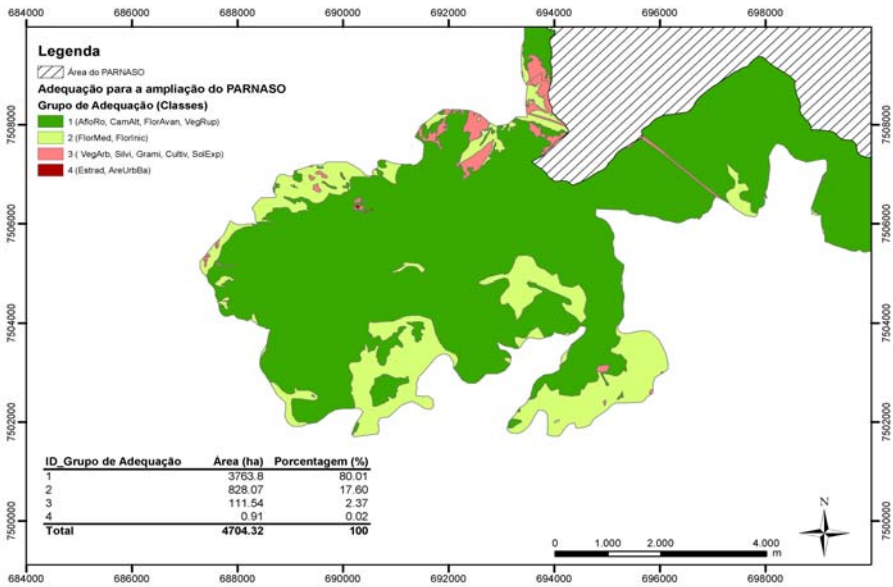 684000 686000 688000 690000 692000 694000 696000 698000
Legenda
Área do PARNASO
Adequação para a ampliação do PARNASO
Grupo de Adequação (Classes)
1 (AfloRo, CamAlt, FlorAvan, VegRup)
2 (FlorMed, FlorInic)
3 ( VegArb, Silvi, Grami, Cultiv, SolExp)
4 (Estrad, AreUrbBa)
7508000 7508000
7506000 7506000
7504000 7504000
7502000 7502000
7500000 7500000
ID_Grupo de Adequação Área (ha) Porcentagem (%)
1 3763.8 80.01
2 828.07 17.60
3 111.54 2.37
4 0.91 0.02
Total 4704.32 100
N
0 1.000 2.000 4.000
m
684000 686000 688000 690000 692000 694000 696000 698000